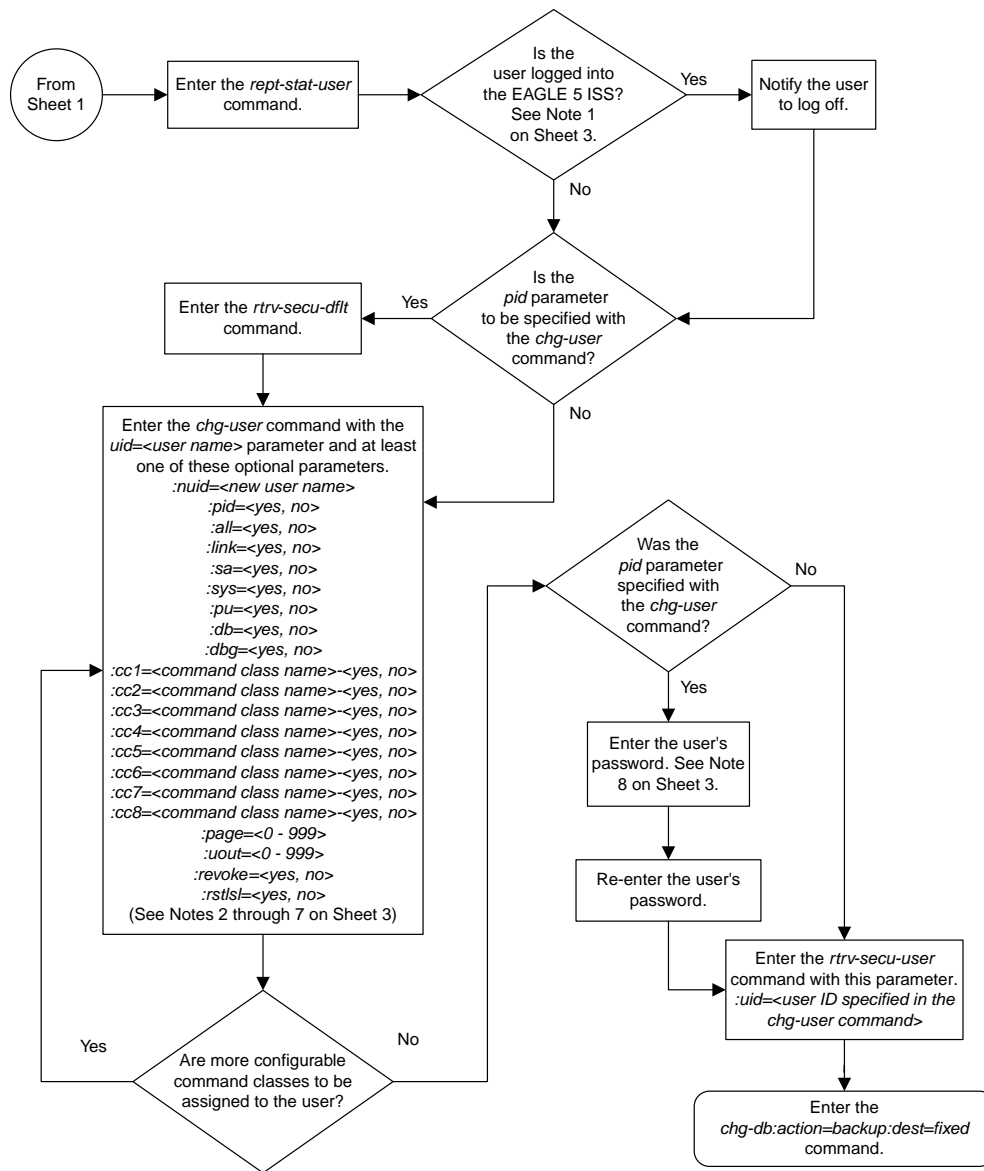 From
Sheet 1
Enter the rept-stat-user
command.
Is the
user logged into
the EAGLE 5 ISS?
See Note 1
on Sheet 3.
Yes
Notify the user
to log off.
No
Is the
pid parameter
to be specified with
the chg-user
command?
Yes
Enter the rtrv-secu-dflt
command.
No
Enter the chg-user command with the
uid=<user name> parameter and at least
one of these optional parameters.
:nuid=<new user name>
:pid=<yes, no>
:all=<yes, no>
:link=<yes, no>
:sa=<yes, no>
:sys=<yes, no>
:pu=<yes, no>
:db=<yes, no>
:dbg=<yes, no>
:cc1=<command class name>-<yes, no>
:cc2=<command class name>-<yes, no>
:cc3=<command class name>-<yes, no>
:cc4=<command class name>-<yes, no>
:cc5=<command class name>-<yes, no>
:cc6=<command class name>-<yes, no>
:cc7=<command class name>-<yes, no>
:cc8=<command class name>-<yes, no>
:page=<0 - 999>
:uout=<0 - 999>
:revoke=<yes, no>
:rstlsl=<yes, no>
(See Notes 2 through 7 on Sheet 3)
Are more configurable
command classes to be
assigned to the user?
Yes
No
Was the
pid parameter
specified with
the chg-user
command?
No
Yes
Enter the user's
password. See Note
8 on Sheet 3.
Re-enter the user's
password.
Enter the rtrv-secu-user
command with this parameter.
:uid=<user ID specified in the
chg-user command>
Enter the
chg-db:action=backup:dest=fixed
command.